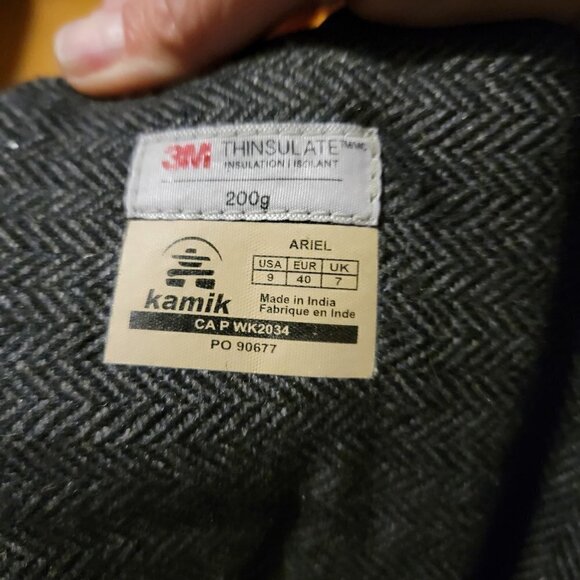 3M THINSULATE™
INSULATION | ISOLANT
200g
ARIEL
USA EUR UK
9 40 7
kamik
Made in India
Fabrique en Inde
CA P WK2034
PO 90677